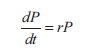 dP/dt = rP